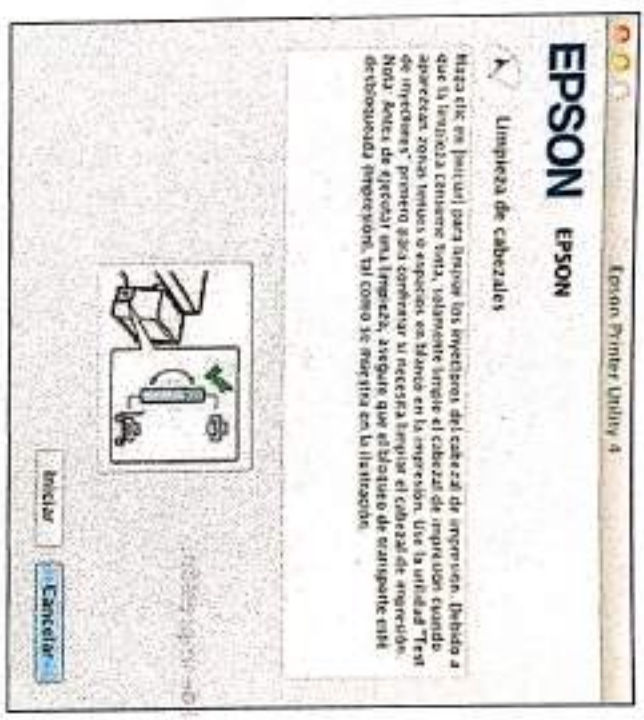 Epson Printer Utility 4
EPSON EPSON
Limpieza de cabezales
Haga clic en [Iniciar] para limpiar los inyectores del cabezal de impresión. Debido a
que la limpieza consume tinta, solamente limpie el cabezal de impresión cuando
aparezcan zonas tenues o espacios en blanco en la impresión. Use la utilidad "Test
de inyectores" primero para confirmar si necesita limpiar el cabezal de impresión.
Nota: Antes de ejecutar una limpieza, asegure que el bloqueo de transporte esté
desbloqueada (impresión), tal como se muestra en la ilustración.
Iniciar
Cancelar